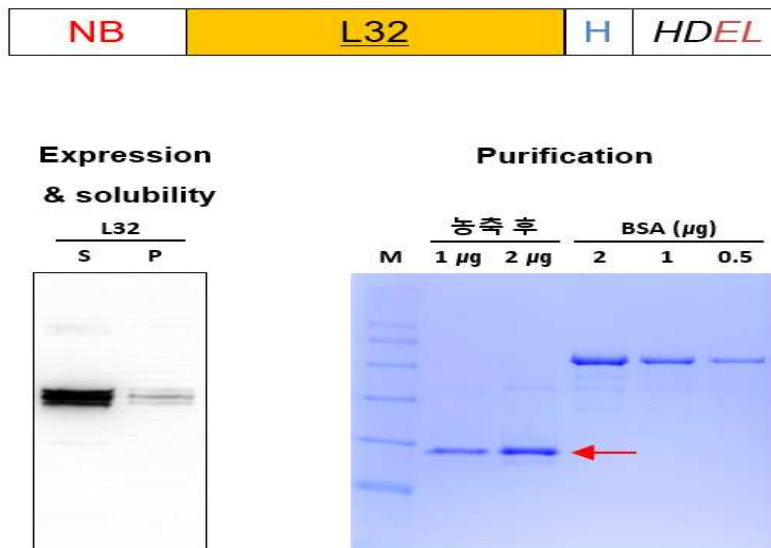 NB L32 H HDEL
Expression
& solubility
L32
S P
Purification
농축 후 BSA (µg)
M 1 µg 2 µg 2 1 0.5